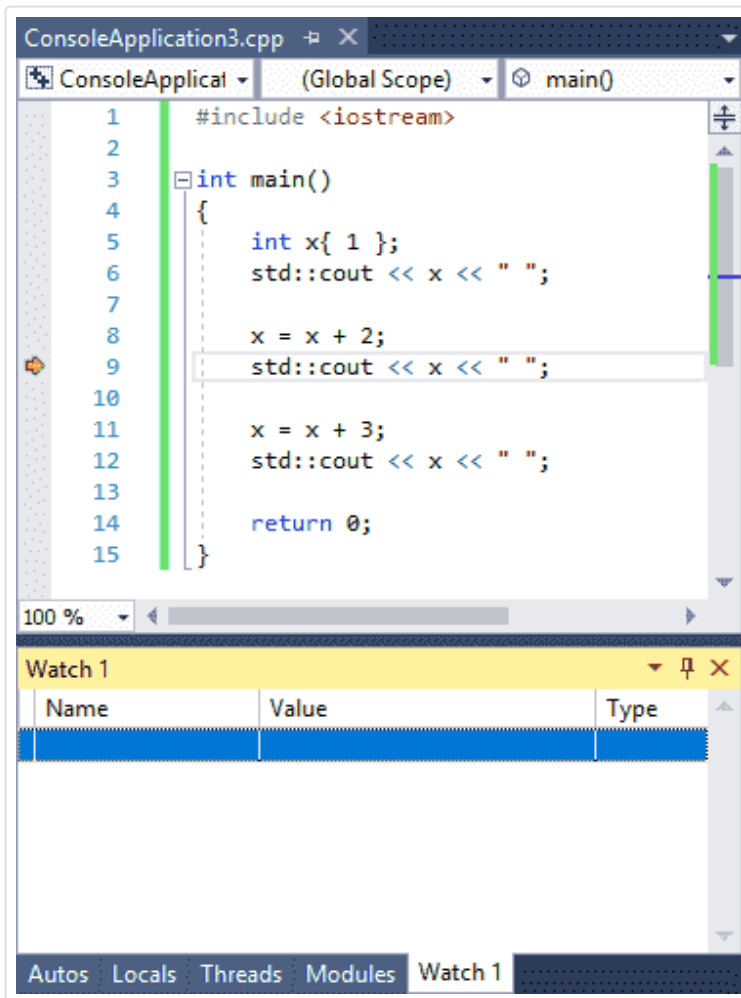 ConsoleApplication3.cpp
ConsoleApplicat (Global Scope) main()
1 #include <iostream>
2
3 int main()
4 {
5 int x{ 1 };
6 std::cout << x << " ";
7
8 x = x + 2;
9 std::cout << x << " ";
10
11 x = x + 3;
12 std::cout << x << " ";
13
14 return 0;
15 }
100 %
Watch 1
Name Value Type
Autos Locals Threads Modules Watch 1